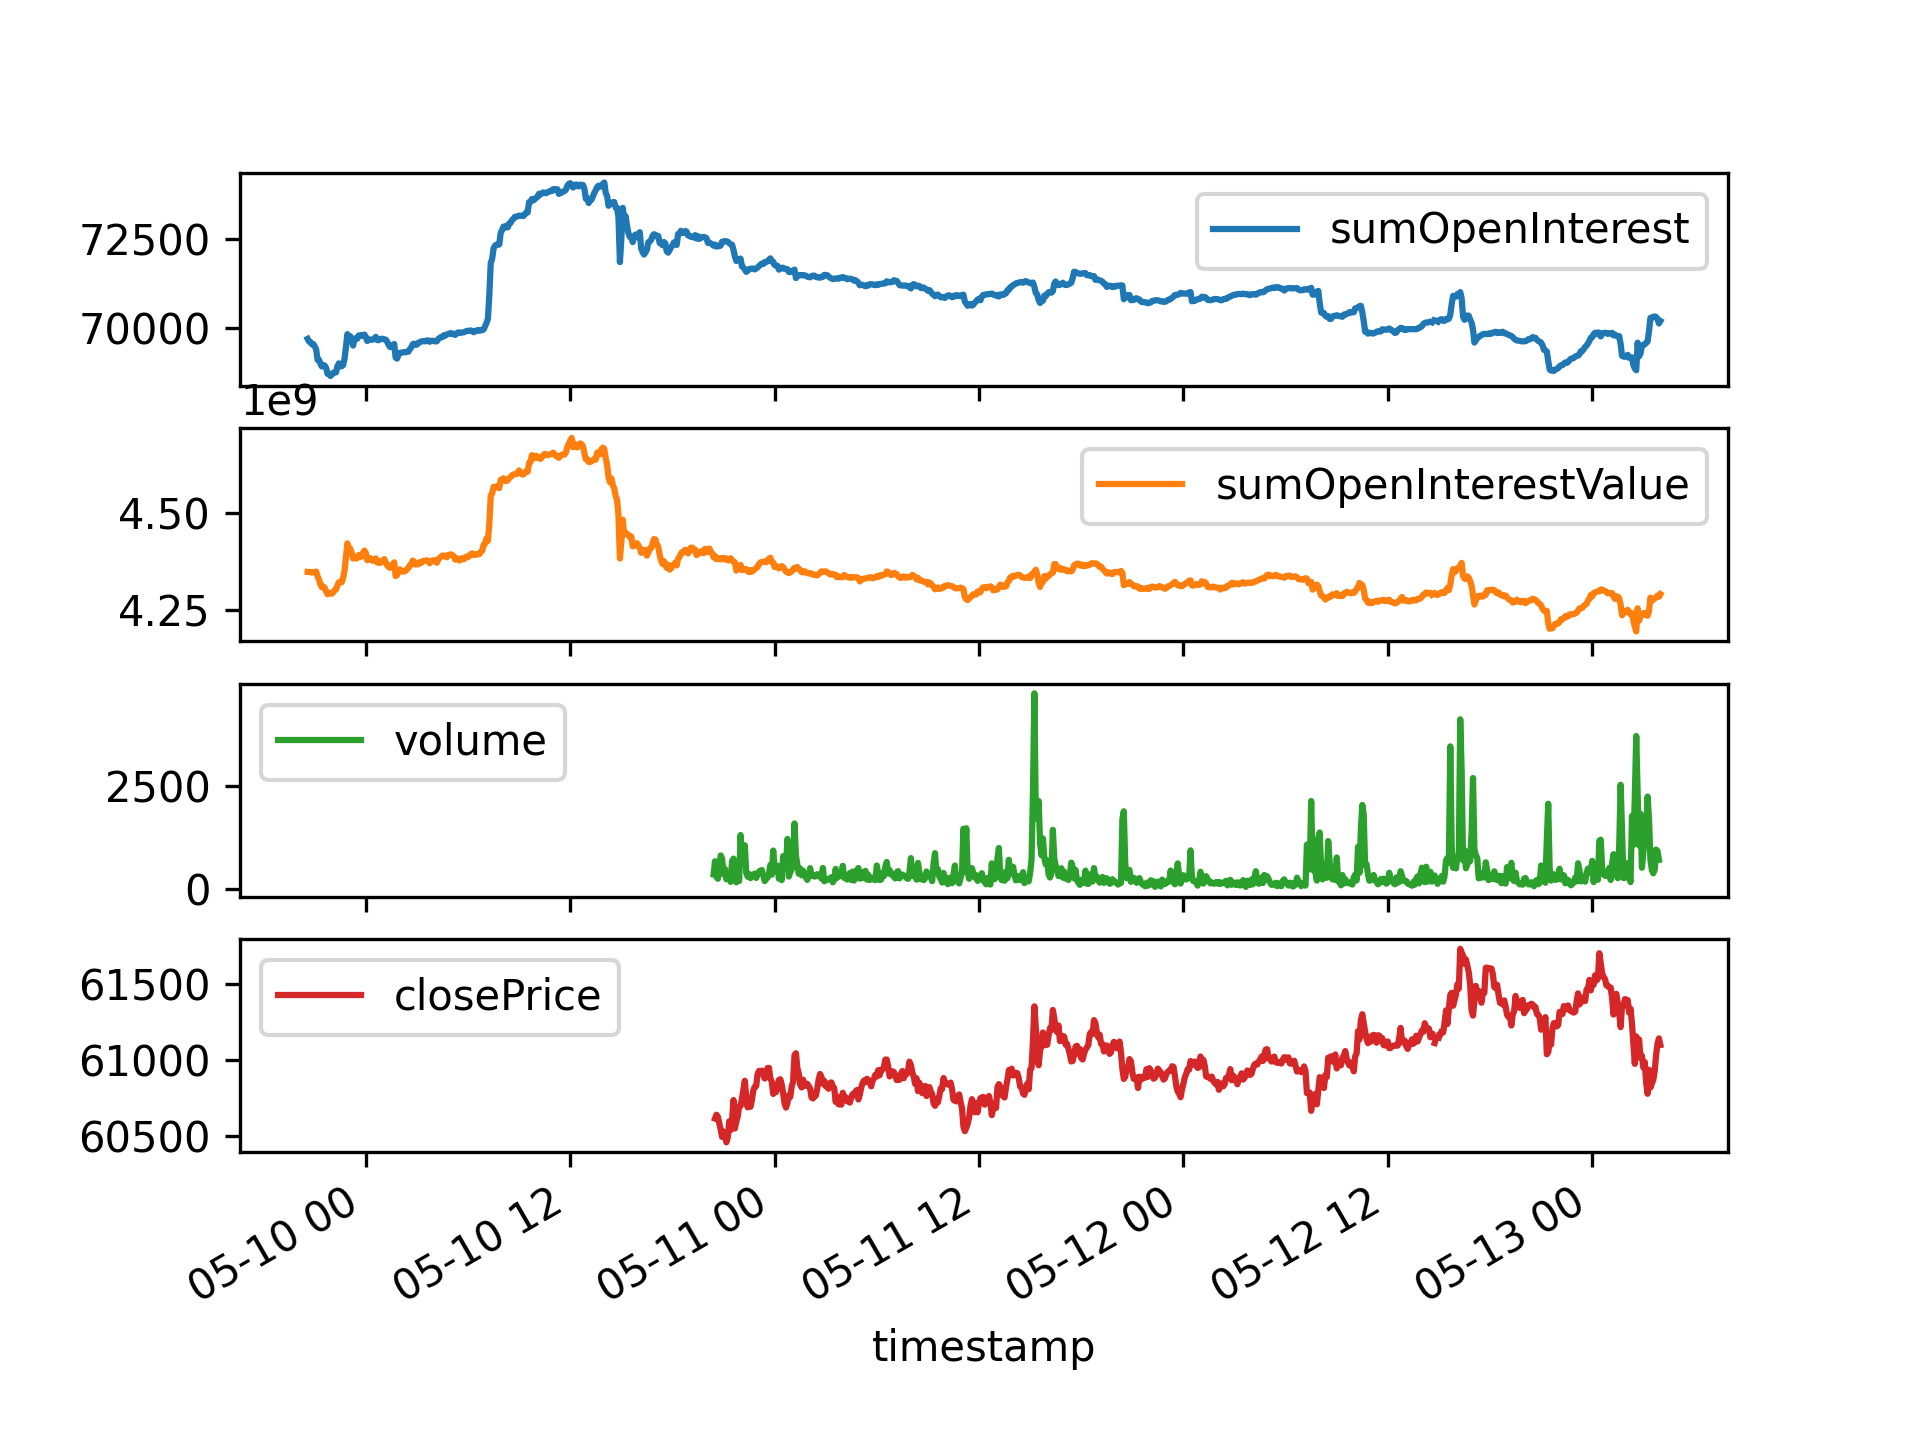 72500
70000
sumOpenInterest
1e9
4.50
4.25
sumOpenInterestValue
2500
0
volume
61500
61000
60500
closePrice
05-10 00
05-10 12
05-11 00
05-11 12
05-12 00
05-12 12
05-13 00
timestamp